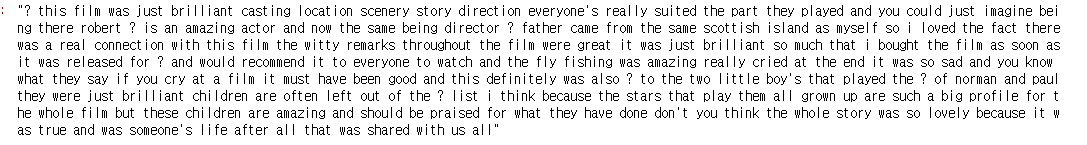 : "? this film was just brilliant casting location scenery story direction everyone's really suited the part they played and you could just imagine bei
ng there robert ? is an amazing actor and now the same being director ? father came from the same scottish island as myself so i loved the fact there
was a real connection with this film the witty remarks throughout the film were great it was just brilliant so much that i bought the film as soon as
it was released for ? and would recommend it to everyone to watch and the fly fishing was amazing really cried at the end it was so sad and you know
what they say if you cry at a film it must have been good and this definitely was also ? to the two little boy's that played the ? of norman and paul
they were just brilliant children are often left out of the ? list i think because the stars that play them all grown up are such a big profile for t
he whole film but these children are amazing and should be praised for what they have done don't you think the whole story was so lovely because it w
as true and was someone's life after all that was shared with us all"